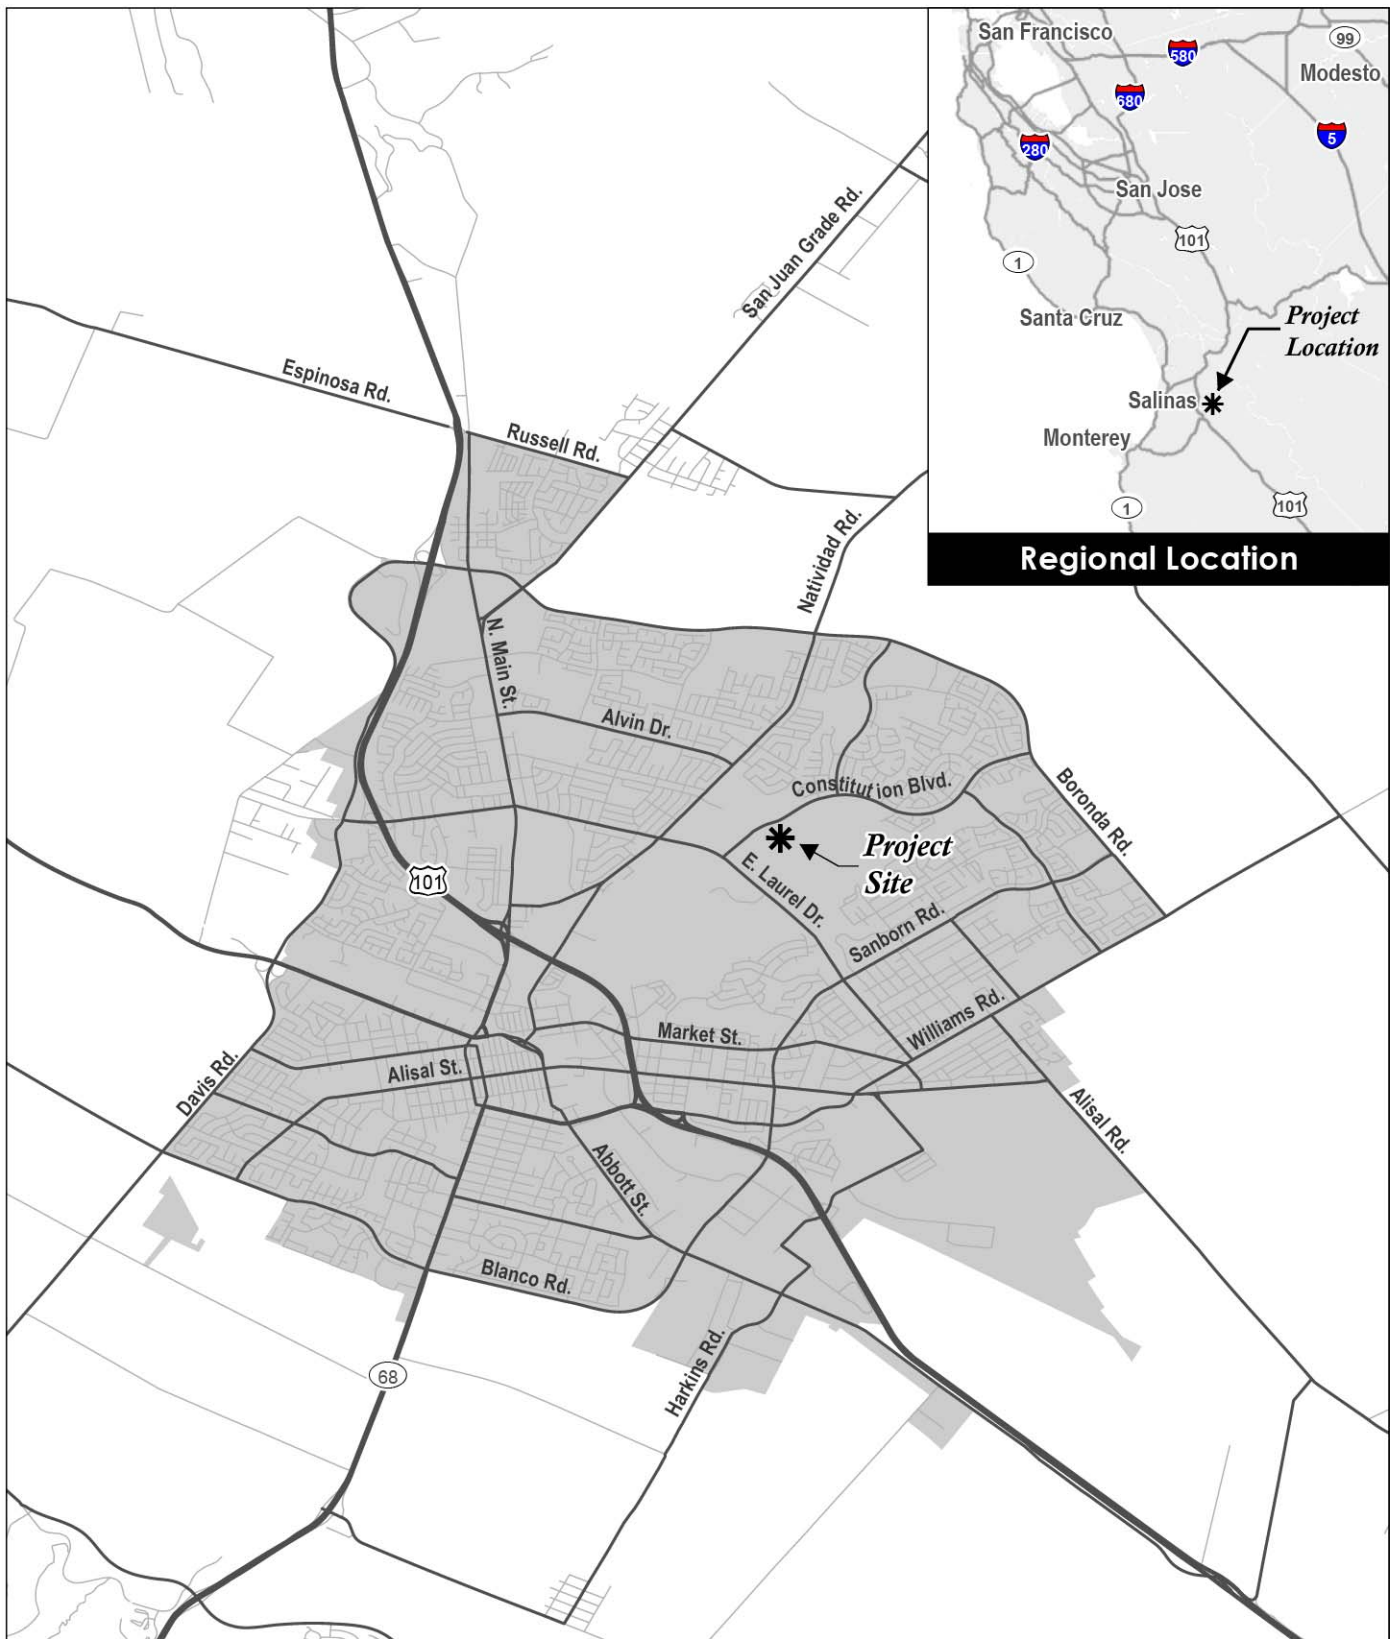 San Francisco
580
99
Modesto
680
5
280
San Jose
101
1
Santa Cruz
Project
Location
Salinas
Monterey
1
101
Regional Location
San Juan Grade Rd.
Espinosa Rd.
Russell Rd.
Natividad Rd.
N. Main St.
Alvin Dr.
Constitution Blvd.
Boronda Rd.
Project
Site
101
E. Laurel Dr.
Sanborn Rd.
Williams Rd.
Market St.
Alisal St.
Davis Rd.
Alisal Rd.
Abbott St.
Blanco Rd.
Harkins Rd.
68